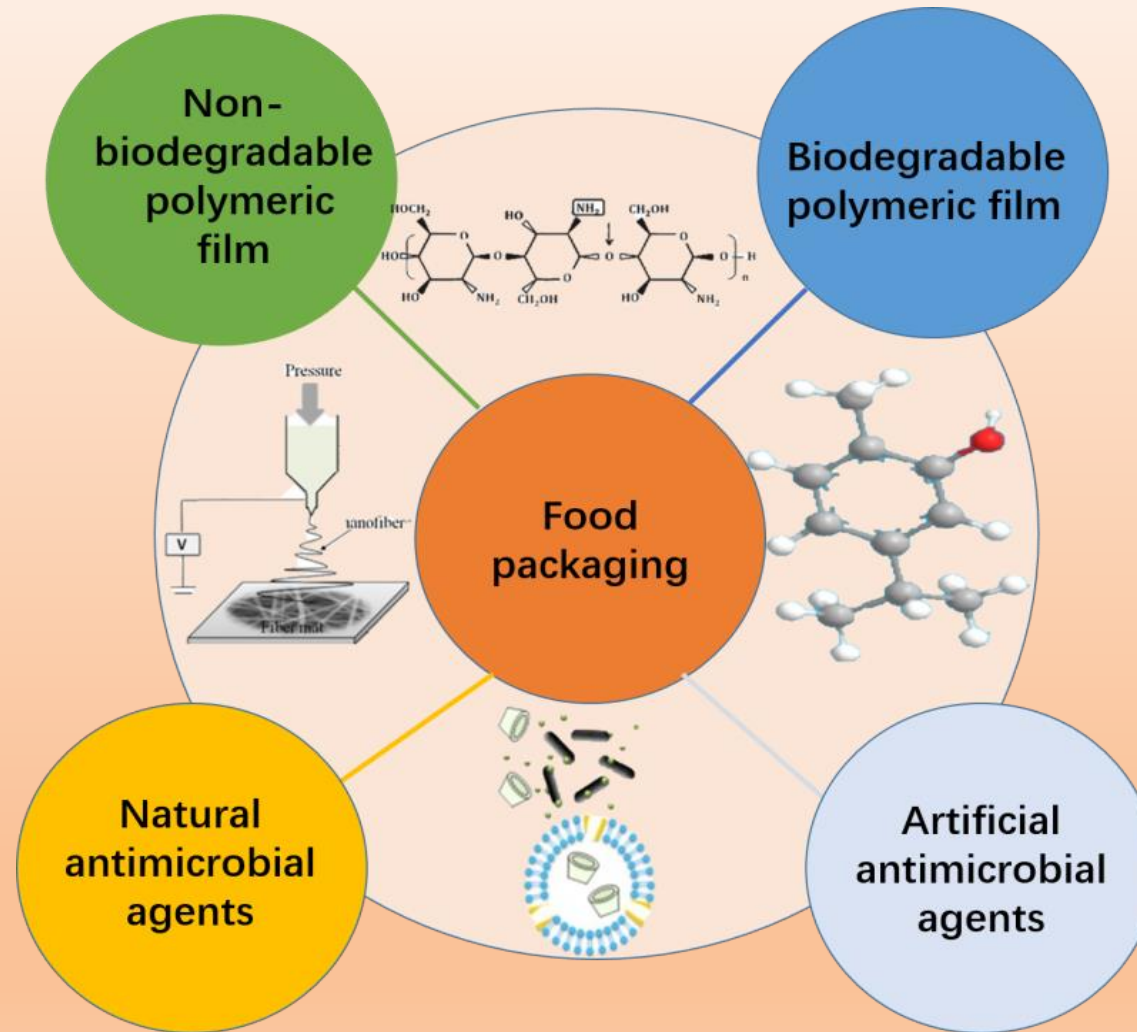 Non-
biodegradable
polymeric
film
Biodegradable
polymeric film
HOCH2
HO
NH2
CH2OH
HO
O
O
O
O
O
O
H
n
HO
NH2
CH2OH
HO
NH2
Pressure
V
nanofiber
Fiber mat
Food
packaging
Natural
antimicrobial
agents
Artificial
antimicrobial
agents